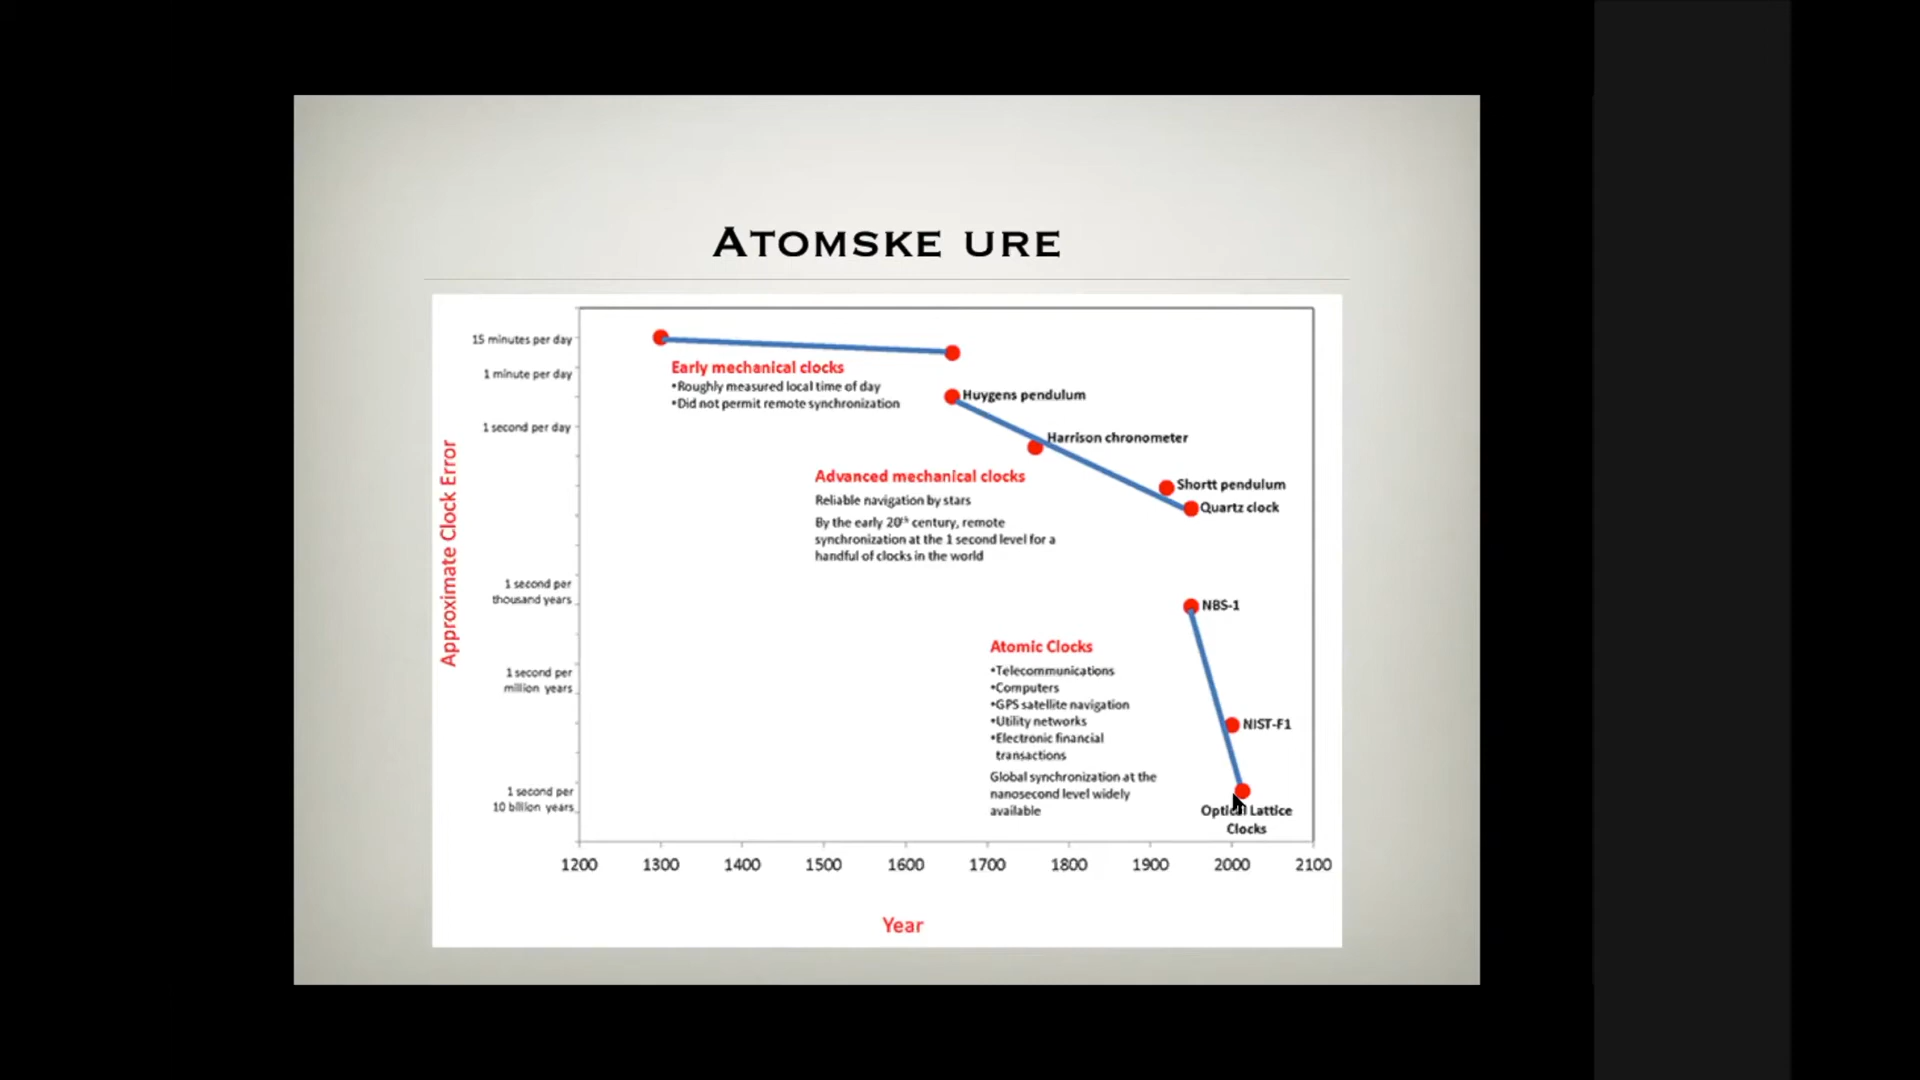 ATOMSKE URE
15 minutes per day
1 minute per day
1 second per day
1 second per
thousand years
1 second per
million years
1 second per
10 billion years
Approximate Clock Error
Early mechanical clocks
•Roughly measured local time of day
•Did not permit remote synchronization
Huygens pendulum
Harrison chronometer
Shortt pendulum
Quartz clock
Advanced mechanical clocks
Reliable navigation by stars
By the early 20th century, remote
synchronization at the 1 second level for a
handful of clocks in the world
NBS-1
Atomic Clocks
•Telecommunications
•Computers
•GPS satellite navigation
•Utility networks
•Electronic financial
transactions
Global synchronization at the
nanosecond level widely
available
NIST-F1
Optical Lattice
Clocks
1200 1300 1400 1500 1600 1700 1800 1900 2000 2100
Year